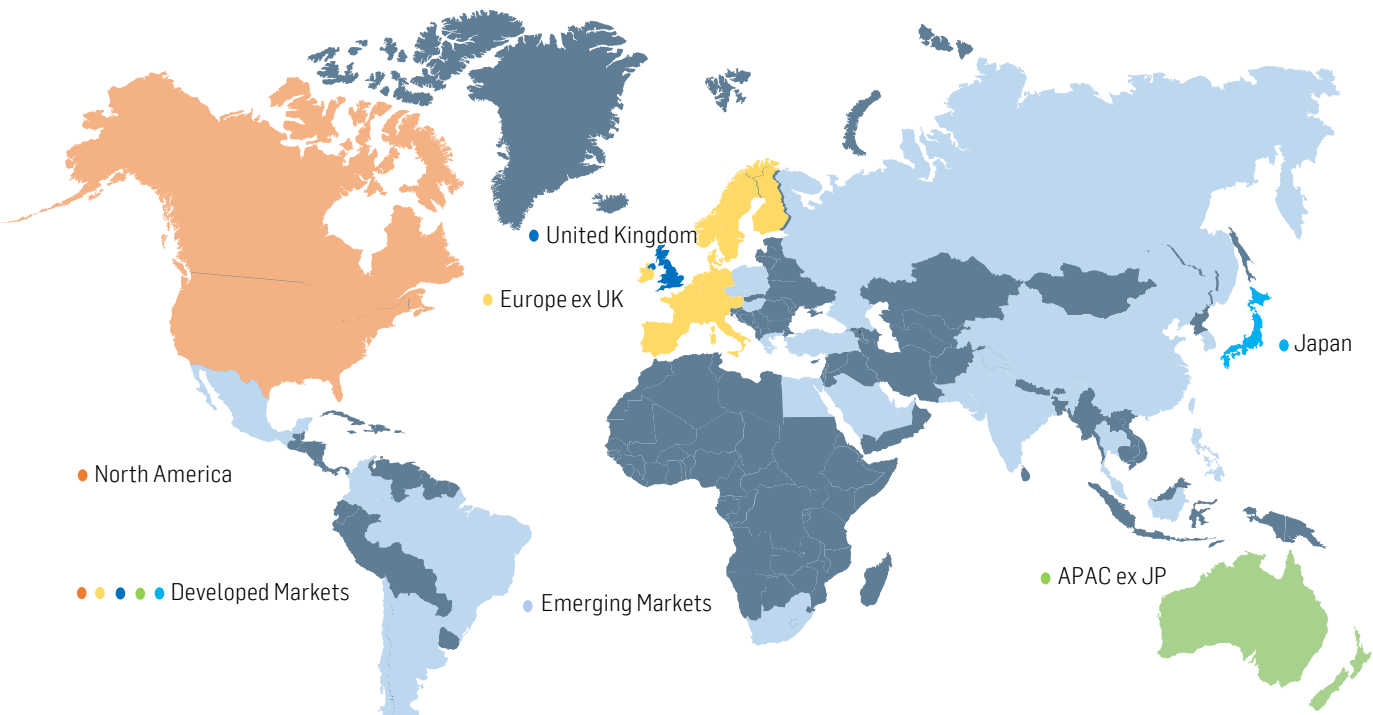 United Kingdom
Europe ex UK
Japan
North America
APAC ex JP
Developed Markets
Emerging Markets